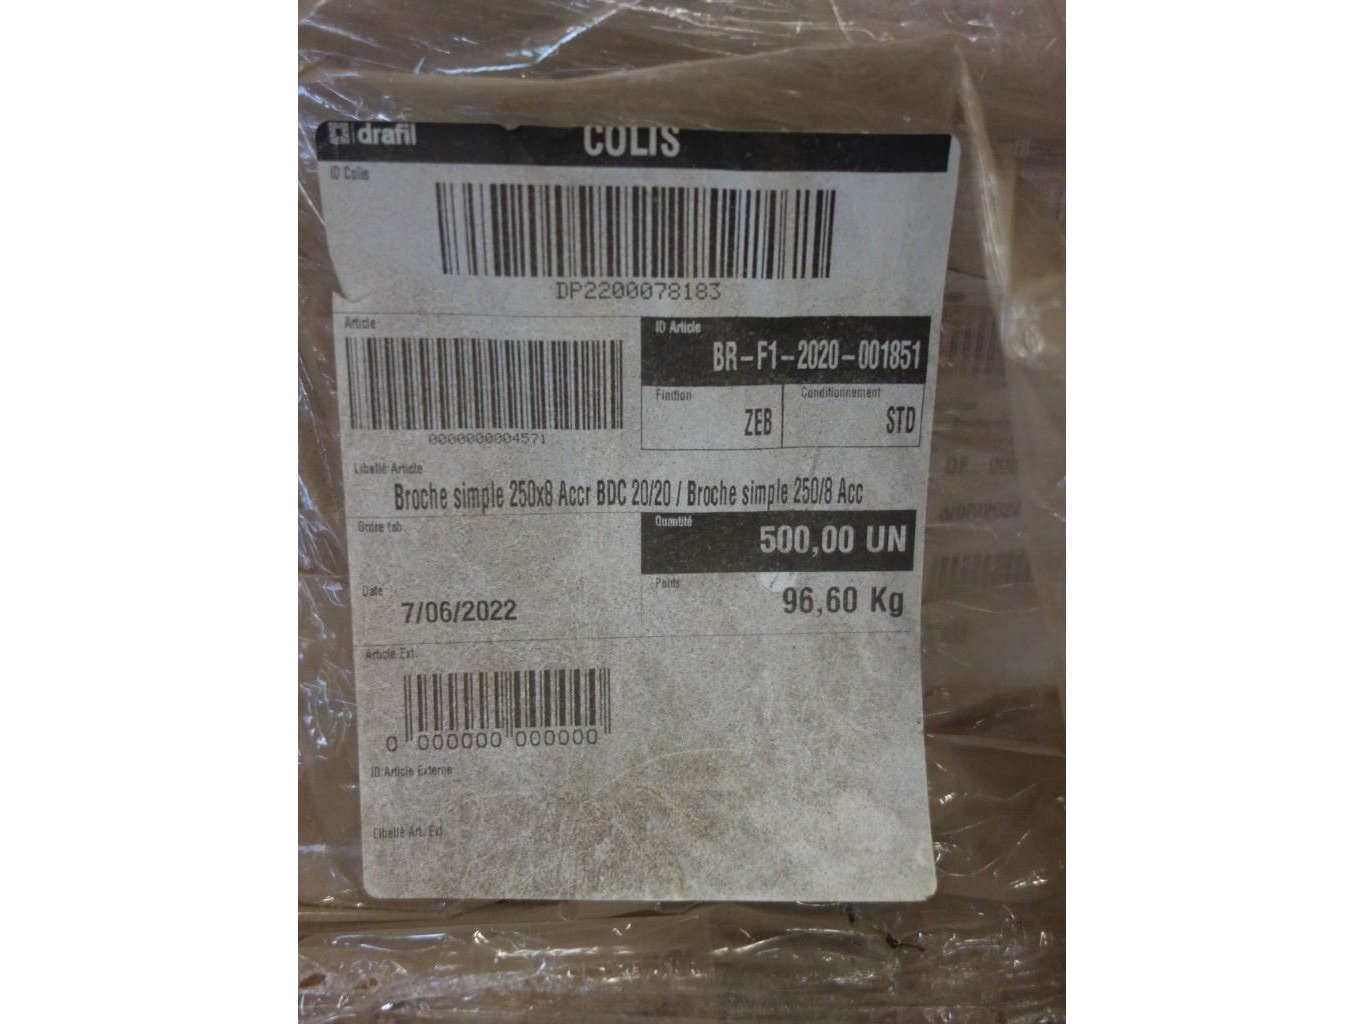 drafil COLIS
ID Colis
DP2200078183
Article
ID Article
BR-F1-2020-001851
Finition
ZEB
Conditionnement
STD
0000000004571
Libellé Article
Broche simple 250x8 Accr BDC 20/20 / Broche simple 250/8 Acc
Ordre fab.
Quantité
500,00 UN
Date
7/06/2022
Poids
96,60 Kg
Article Ext.
0 000000 000000
ID Article Externe
Libellé Art. Ext.